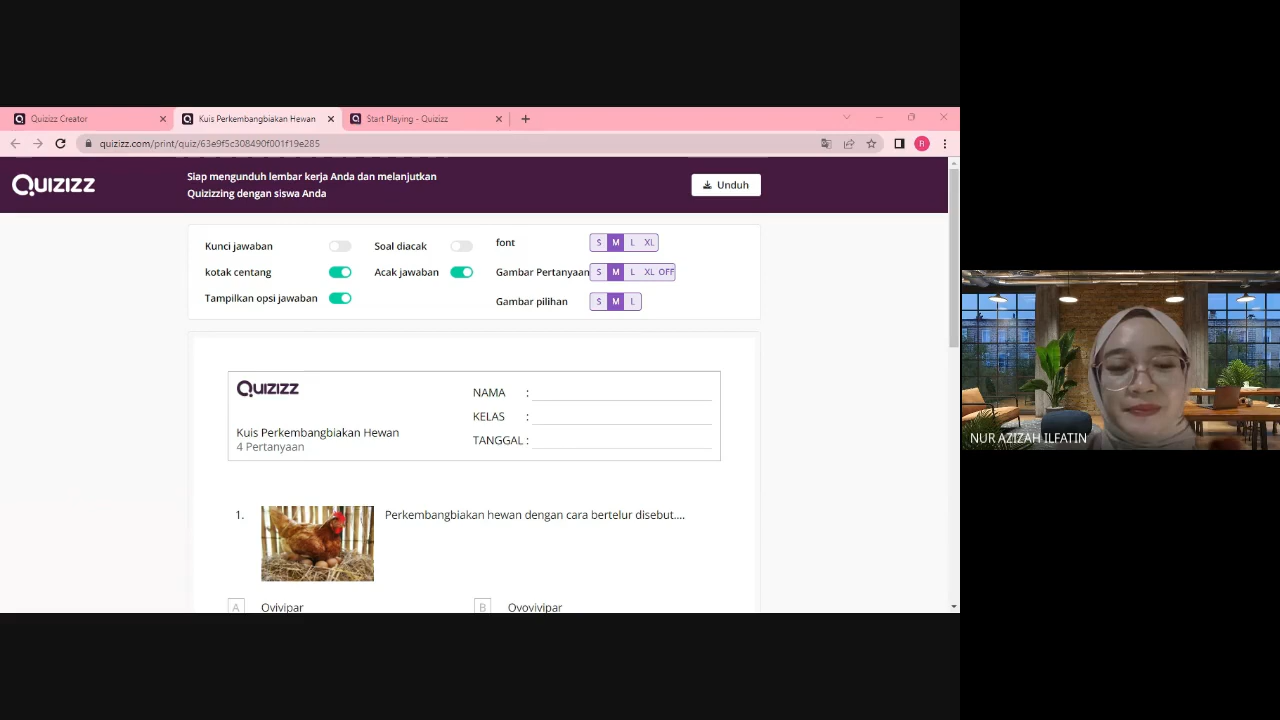 Quizizz Creator
Kuis Perkembangbiakan Hewan
Start Playing - Quizizz
quizizz.com/print/quiz/63e9f5c308490f001f19e285
R
QUIZIZZ
Siap mengunduh lembar kerja Anda dan melanjutkan
Quizizzing dengan siswa Anda
Unduh
Kunci jawaban
Soal diacak
font
S M L XL
kotak centang
Acak jawaban
Gambar Pertanyaan
S M L XL OFF
Tampilkan opsi jawaban
Gambar pilihan
S M L
QUIZIZZ
NAMA :
KELAS :
Kuis Perkembangbiakan Hewan
TANGGAL :
4 Pertanyaan
1. Perkembangbiakan hewan dengan cara bertelur disebut....
A Ovivipar
B Ovovivipar
NUR AZIZAH ILFATIN